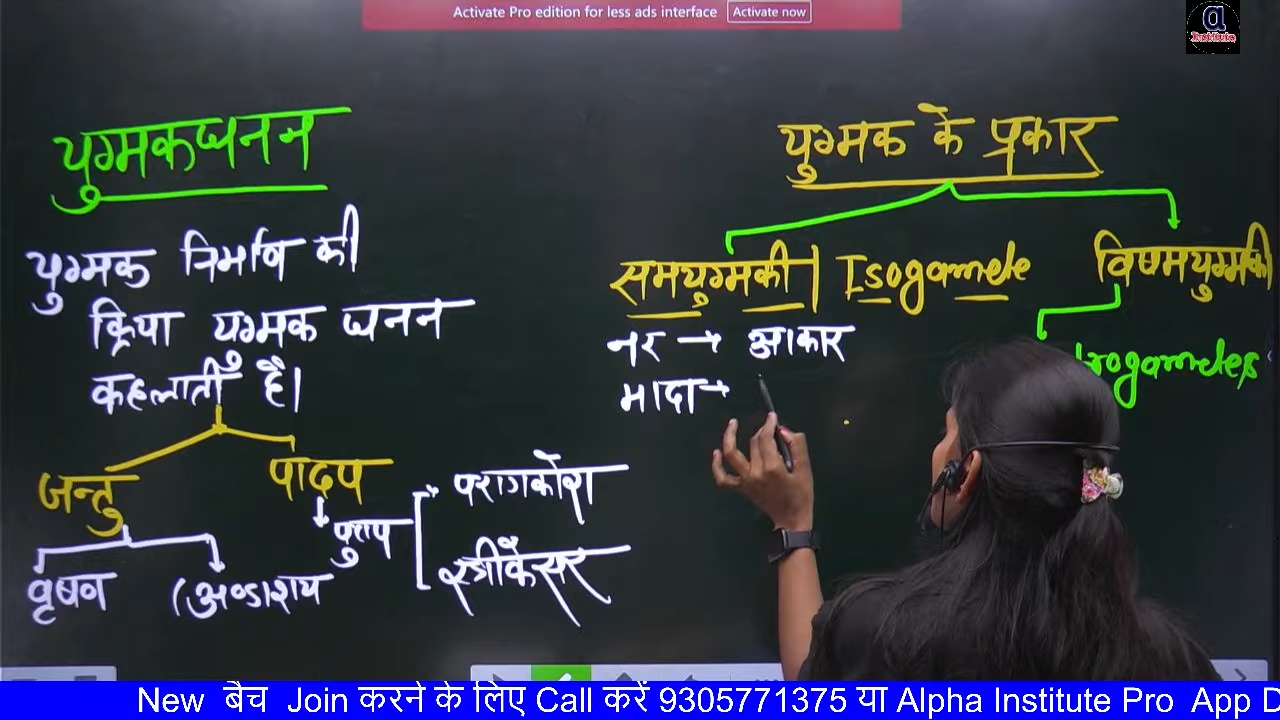 Activate Pro edition for less ads interface Activate now
a
Institute
युग्मकजनन
युग्मक निर्माण की
क्रिया युग्मक जनन
कहलाती है।
जन्तु पादप
वृषण (अण्डाशय
पुष्प
परागकोश
स्त्रीकेसर
युग्मक के प्रकार
समयुग्मकी | Isogamete विषमयुग्मकी
नर → आकार
मादा→
New बैच Join करने के लिए Call करें 9305771375 या Alpha Institute Pro App D